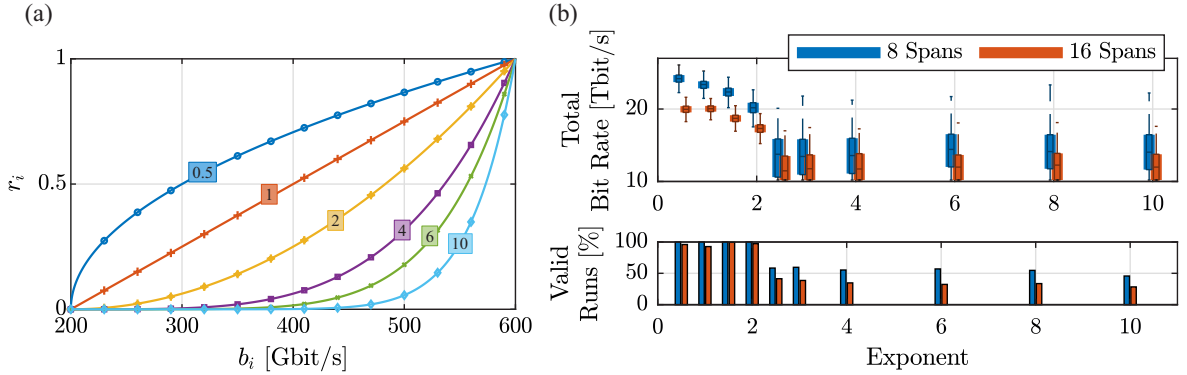 (a)
1
0.5
0
r_i
0.5
1
2
4
6
10
200
300
400
500
600
b_i [Gbit/s]
(b)
8 Spans
16 Spans
Total
Bit Rate [Tbit/s]
20
10
0
2
4
6
8
10
Valid
Runs [%]
100
50
0
0
2
4
6
8
10
Exponent